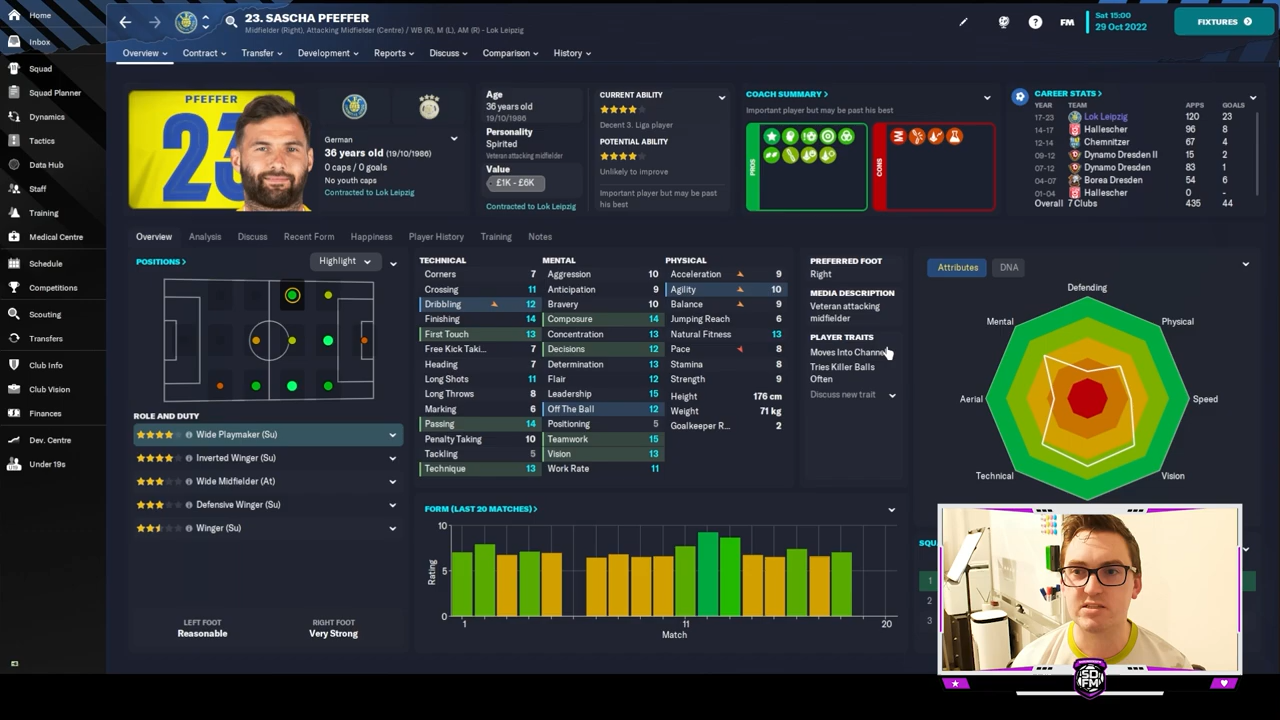 Home
Inbox
Squad
Squad Planner
Dynamics
Tactics
Data Hub
Staff
Training
Medical Centre
Schedule
Competitions
Scouting
Transfers
Club Info
Club Vision
Finances
Dev. Centre
Under 19s
23. SASCHA PFEFFER
Midfielder (Right), Attacking Midfielder (Centre) / WB (R), M (L), AM (R) - Lok Leipzig
FM
Sat 15:00
29 Oct 2022
FIXTURES
Overview
Contract
Transfer
Development
Reports
Discuss
Comparison
History
PFEFFER
23
German
36 years old (19/10/1986)
0 caps / 0 goals
No youth caps
Contracted to Lok Leipzig
Age
36 years old
19/10/1986
Personality
Spirited
Veteran attacking midfielder
Value
£1K - £6K
Contracted to Lok Leipzig
CURRENT ABILITY
Decent 3. Liga player
POTENTIAL ABILITY
Unlikely to improve
Important player but may be past
his best
COACH SUMMARY >
Important player but may be past his best
PROS
CONS
CAREER STATS >
YEAR TEAM APPS GOALS
17-23 Lok Leipzig 120 23
14-17 Hallescher 96 8
12-14 Chemnitzer 67 4
09-12 Dynamo Dresden II 15 2
07-12 Dynamo Dresden 83 1
04-07 Borea Dresden 54 6
01-04 Hallescher 0 -
Overall 7 Clubs 435 44
Overview
Analysis
Discuss
Recent Form
Happiness
Player History
Training
Notes
POSITIONS >
Highlight
ROLE AND DUTY
Wide Playmaker (Su)
Inverted Winger (Su)
Wide Midfielder (At)
Defensive Winger (Su)
Winger (Su)
LEFT FOOT
Reasonable
RIGHT FOOT
Very Strong
TECHNICAL
Corners 7
Crossing 11
Dribbling 12
Finishing 14
First Touch 13
Free Kick Taki... 7
Heading 7
Long Shots 11
Long Throws 8
Marking 6
Passing 14
Penalty Taking 10
Tackling 5
Technique 13
MENTAL
Aggression 10
Anticipation 9
Bravery 10
Composure 14
Concentration 13
Decisions 12
Determination 13
Flair 12
Leadership 15
Off The Ball 12
Positioning 5
Teamwork 15
Vision 13
Work Rate 11
PHYSICAL
Acceleration 9
Agility 10
Balance 9
Jumping Reach 6
Natural Fitness 13
Pace 8
Stamina 8
Strength 9
Height 176 cm
Weight 71 kg
Goalkeeper R... 2
PREFERRED FOOT
Right
MEDIA DESCRIPTION
Veteran attacking
midfielder
PLAYER TRAITS
Moves Into Channels
Tries Killer Balls
Often
Discuss new trait
FORM (LAST 20 MATCHES) >
Rating
10
5
0
1
11
20
Match
Attributes
DNA
Defending
Physical
Speed
Vision
Technical
Aerial
Mental
1
2
3
SDFM